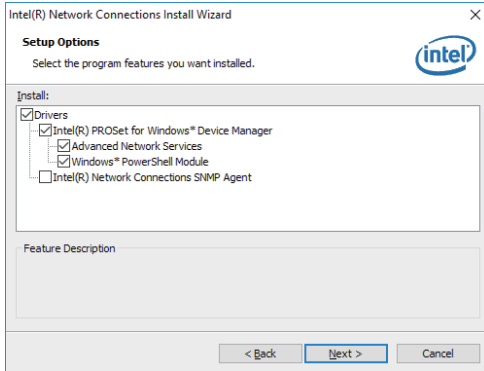 Intel(R) Network Connections Install Wizard
Setup Options
Select the program features you want installed.
intel
Install:
Drivers
Intel(R) PROSet for Windows* Device Manager
Advanced Network Services
Windows* PowerShell Module
Intel(R) Network Connections SNMP Agent
Feature Description
< Back
Next >
Cancel